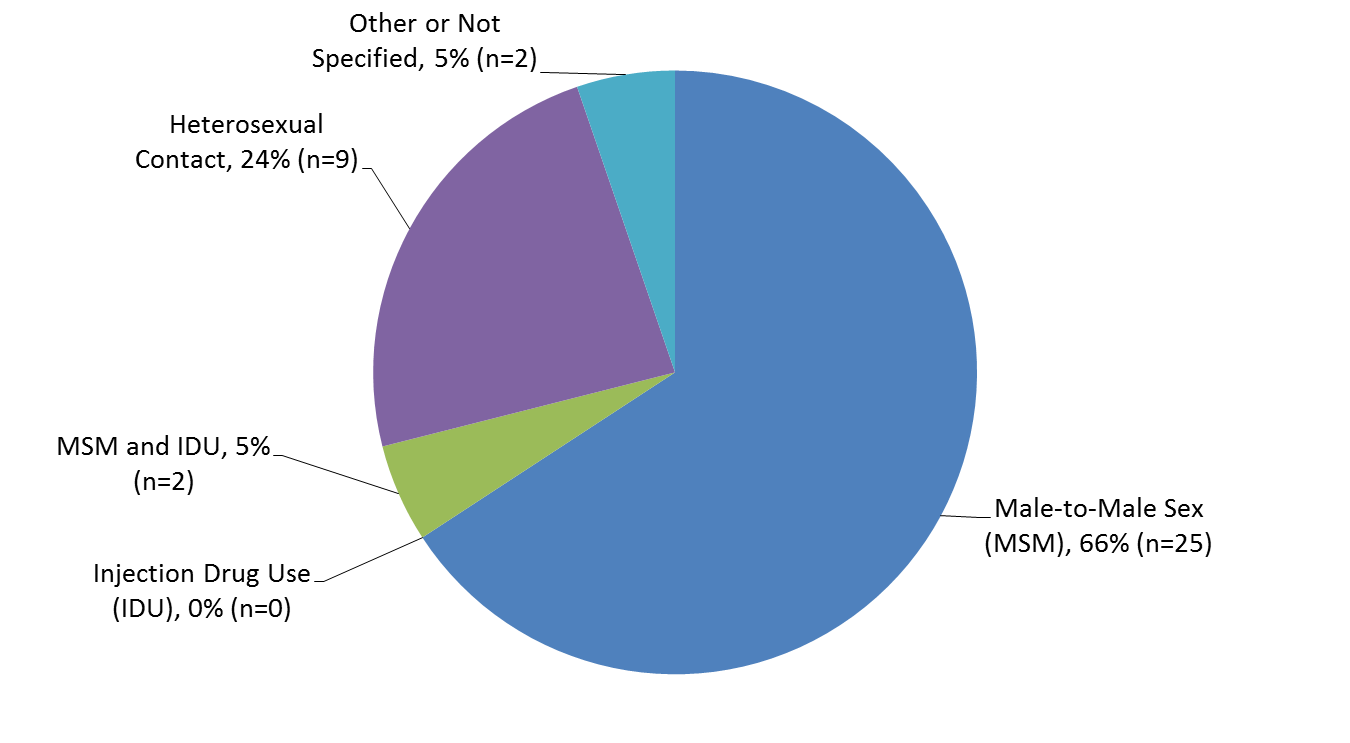 Other or Not
Specified, 5% (n=2)
Heterosexual
Contact, 24% (n=9)
MSM and IDU, 5%
(n=2)
Injection Drug Use
(IDU), 0% (n=0)
Male-to-Male Sex
(MSM), 66% (n=25)